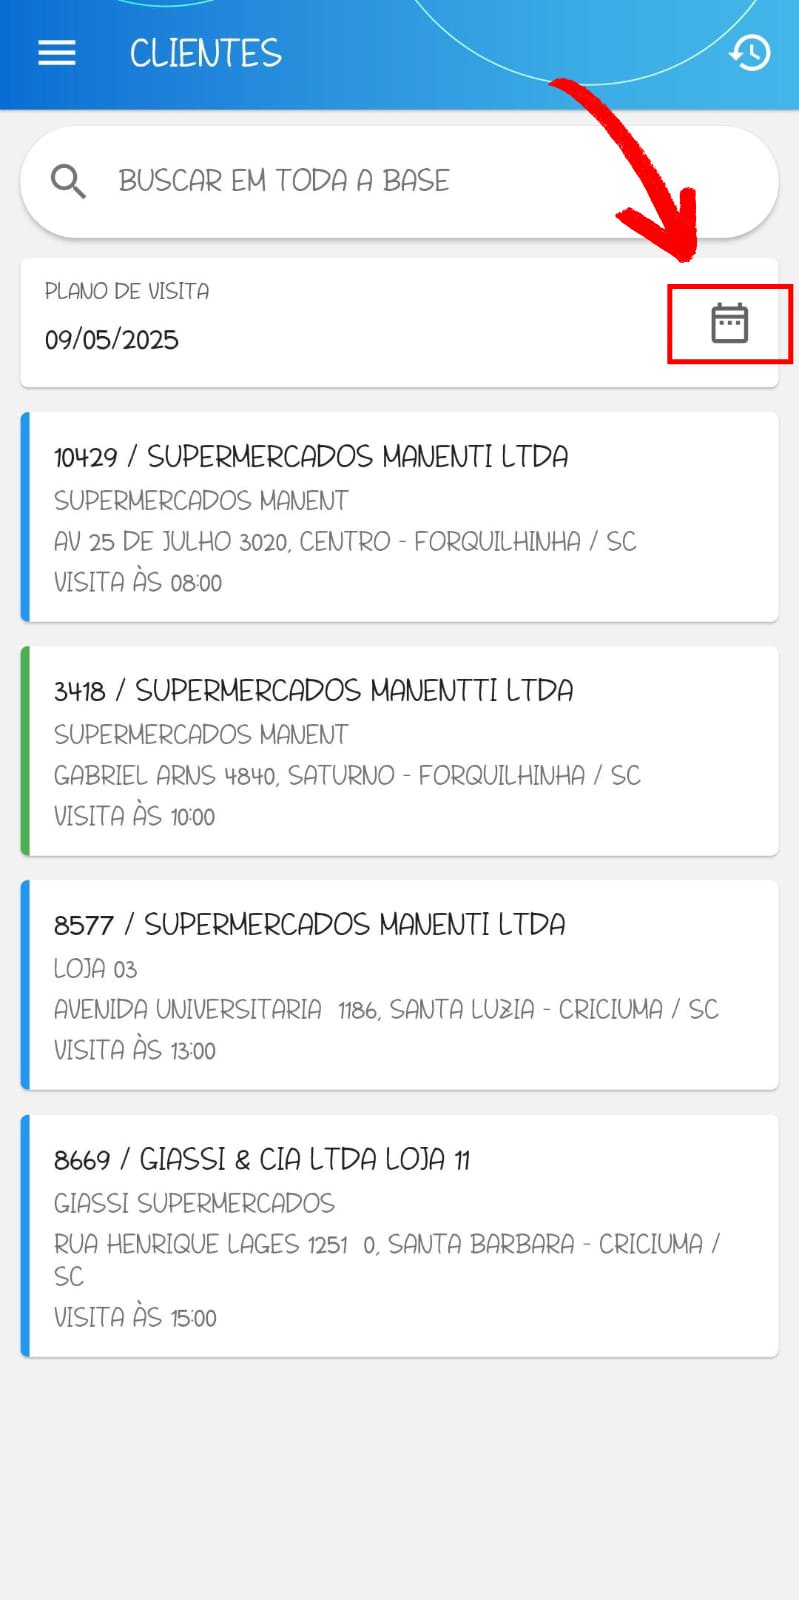 CLIENTES
BUSCAR EM TODA A BASE
PLANO DE VISITA
09/05/2025
10429 / SUPERMERCADOS MANENTI LTDA
SUPERMERCADOS MANENT
AV 25 DE JULHO 3020, CENTRO - FORQUILHINHA / SC
VISITA ÀS 08:00
3418 / SUPERMERCADOS MANENTTI LTDA
SUPERMERCADOS MANENT
GABRIEL ARNS 4840, SATURNO - FORQUILHINHA / SC
VISITA ÀS 10:00
8577 / SUPERMERCADOS MANENTI LTDA
LOJA 03
AVENIDA UNIVERSITARIA  1186, SANTA LUZIA - CRICIUMA / SC
VISITA ÀS 13:00
8669 / GIASSI & CIA LTDA LOJA 11
GIASSI SUPERMERCADOS
RUA HENRIQUE LAGES 1251  0, SANTA BARBARA - CRICIUMA /
SC
VISITA ÀS 15:00